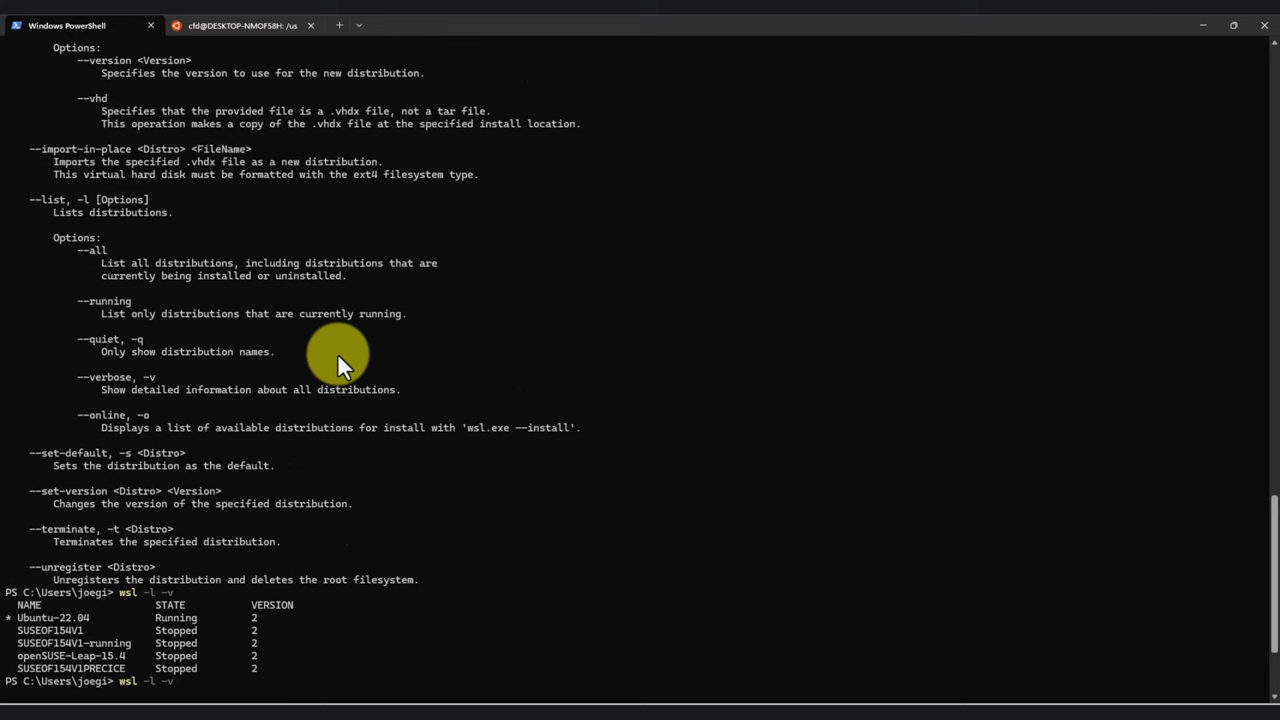 Windows PowerShell
cfd@DESKTOP-NMOF58H: /us
Options:
--version <Version>
Specifies the version to use for the new distribution.
--vhd
Specifies that the provided file is a .vhdx file, not a tar file.
This operation makes a copy of the .vhdx file at the specified install location.
--import-in-place <Distro> <FileName>
Imports the specified .vhdx file as a new distribution.
This virtual hard disk must be formatted with the ext4 filesystem type.
--list, -l [Options]
Lists distributions.
Options:
--all
List all distributions, including distributions that are
currently being installed or uninstalled.
--running
List only distributions that are currently running.
--quiet, -q
Only show distribution names.
--verbose, -v
Show detailed information about all distributions.
--online, -o
Displays a list of available distributions for install with 'wsl.exe --install'.
--set-default, -s <Distro>
Sets the distribution as the default.
--set-version <Distro> <Version>
Changes the version of the specified distribution.
--terminate, -t <Distro>
Terminates the specified distribution.
--unregister <Distro>
Unregisters the distribution and deletes the root filesystem.
PS C:\Users\joegi> wsl -l -v
NAME STATE VERSION
* Ubuntu-22.04 Running 2
SUSEOF154V1 Stopped 2
SUSEOF154V1-running Stopped 2
openSUSE-Leap-15.4 Stopped 2
SUSEOF154V1PRECICE Stopped 2
PS C:\Users\joegi> wsl -l -v